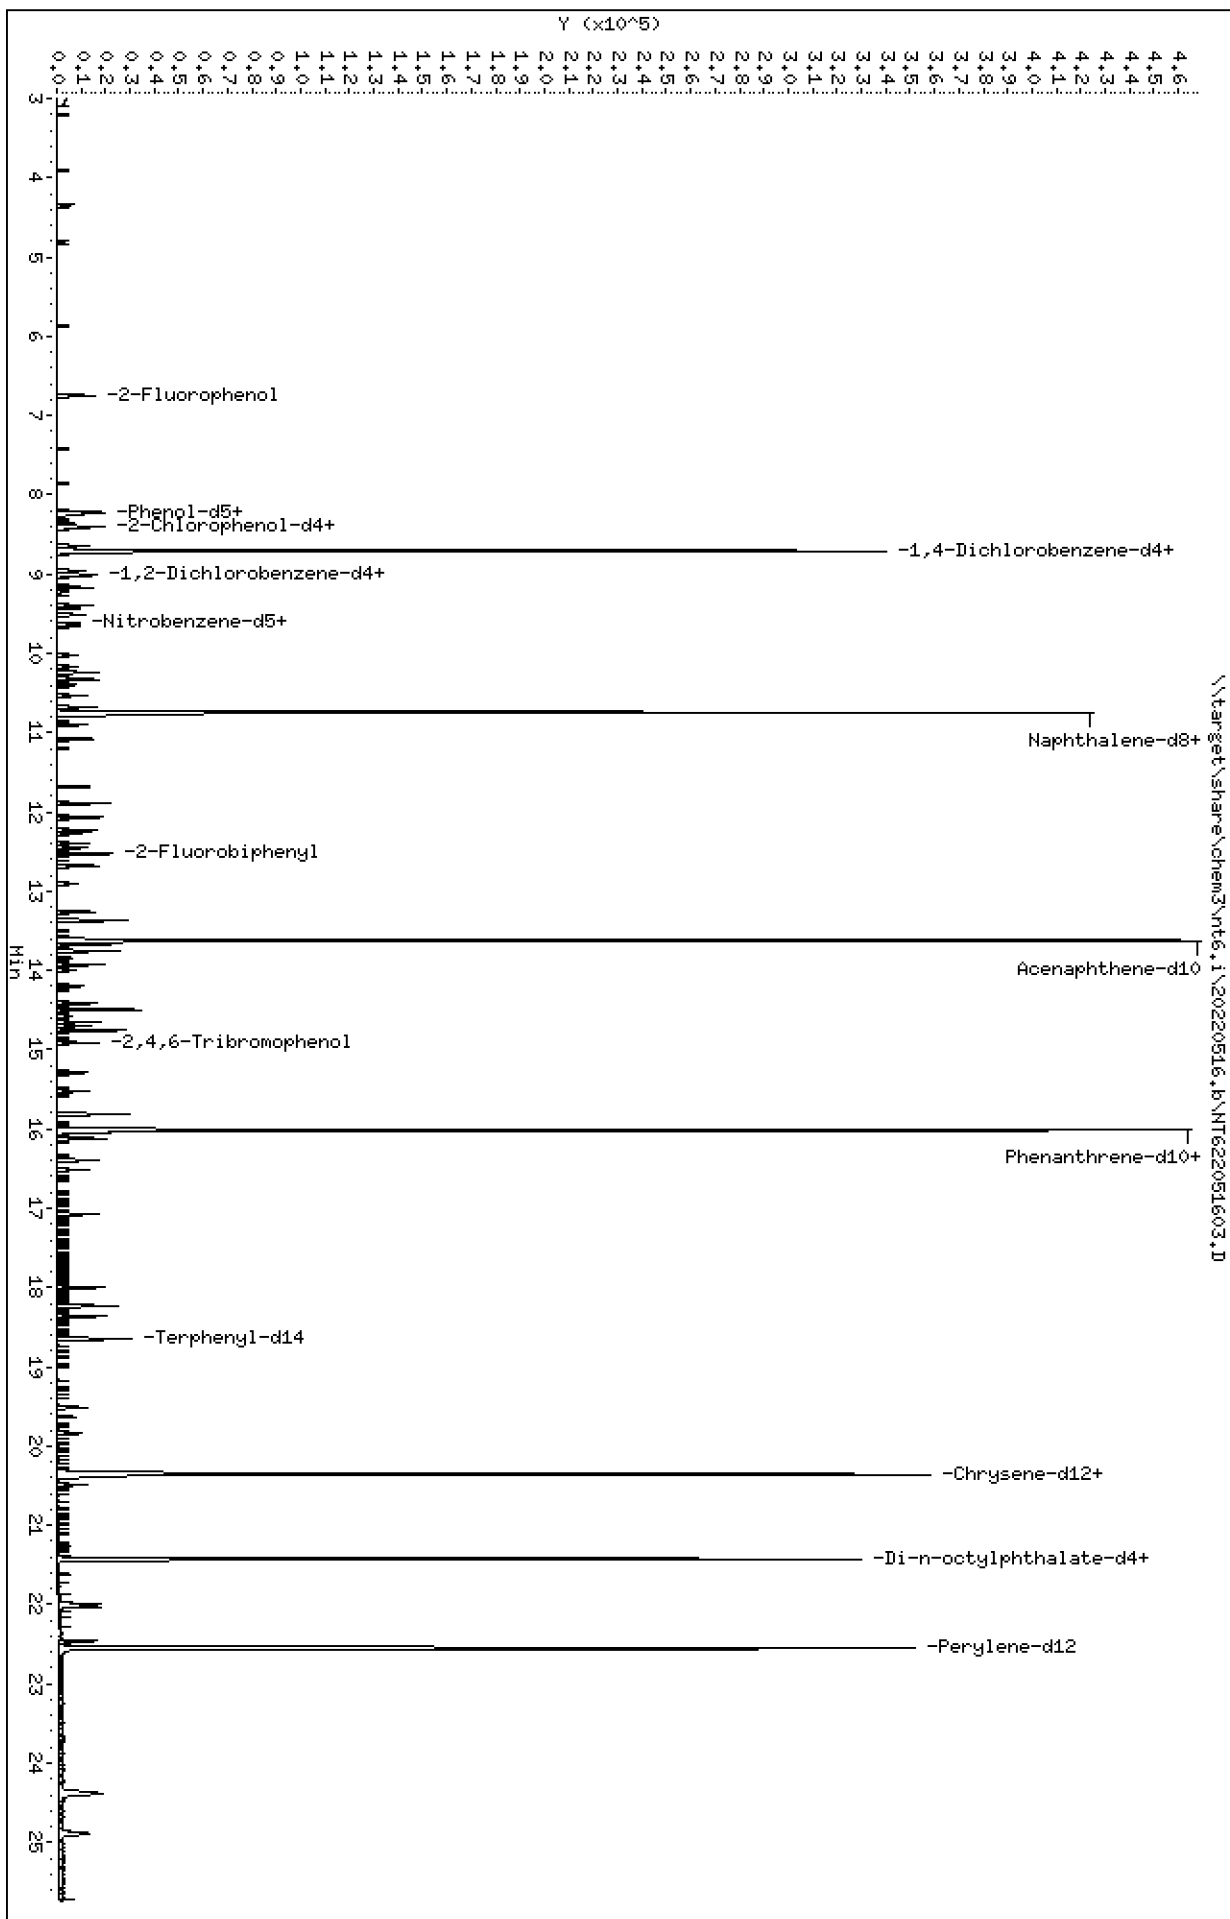 \\target\share\chem3\nt6.i\20220516.b\NT622051603.D
Y (x10^5)
4.6
4.5
4.4
4.3
4.2
4.1
4.0
3.9
3.8
3.7
3.6
3.5
3.4
3.3
3.2
3.1
3.0
2.9
2.8
2.7
2.6
2.5
2.4
2.3
2.2
2.1
2.0
1.9
1.8
1.7
1.6
1.5
1.4
1.3
1.2
1.1
1.0
0.9
0.8
0.7
0.6
0.5
0.4
0.3
0.2
0.1
0.0
-2-Fluorophenol
-Phenol-d5+
-2-Chlorophenol-d4+
-1,4-Dichlorobenzene-d4+
-1,2-Dichlorobenzene-d4+
-Nitrobenzene-d5+
Naphthalene-d8+
-2-Fluorobiphenyl
Acenaphthene-d10
-2,4,6-Tribromophenol
Phenanthrene-d10+
-Terphenyl-d14
-Chrysene-d12+
-Di-n-octylphthalate-d4+
-Perylene-d12
3 4 5 6 7 8 9 10 11 12 13 14 15 16 17 18 19 20 21 22 23 24 25
Min